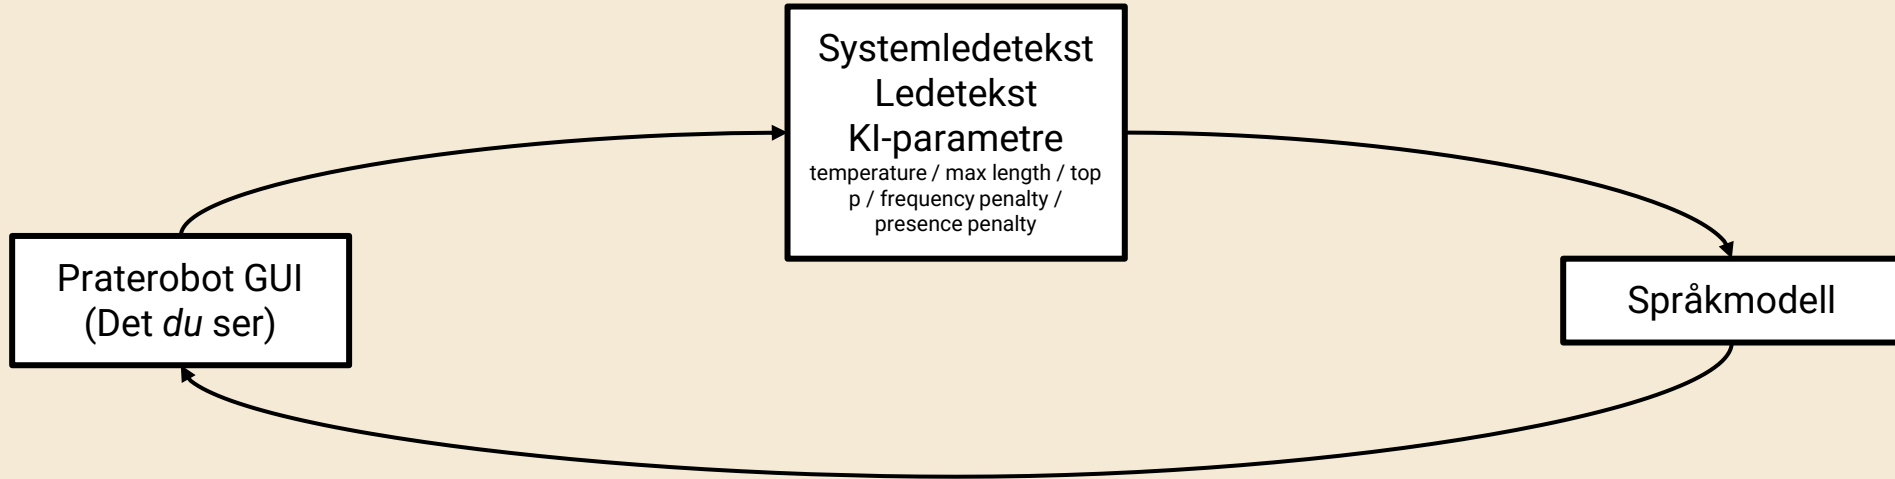 Systemledetekst
Ledetekst
KI-parametre
temperature / max length / top
p / frequency penalty /
presence penalty
Praterobot GUI
(Det du ser)
Språkmodell